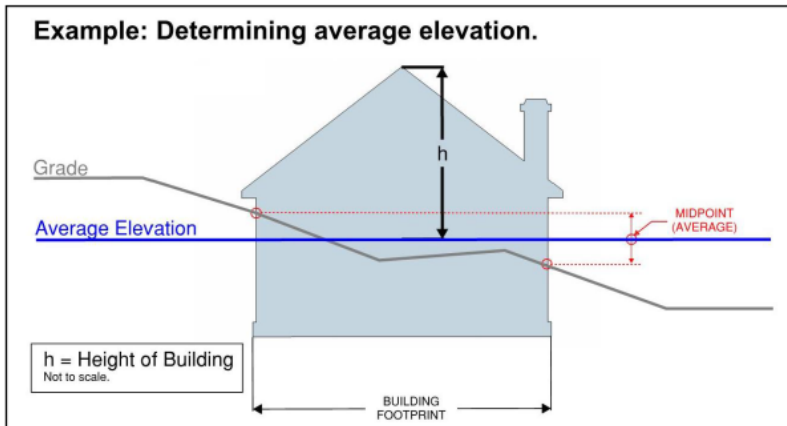 Example: Determining average elevation.
h
Grade
MIDPOINT
(AVERAGE)
Average Elevation
h = Height of Building
Not to scale.
BUILDING
FOOTPRINT